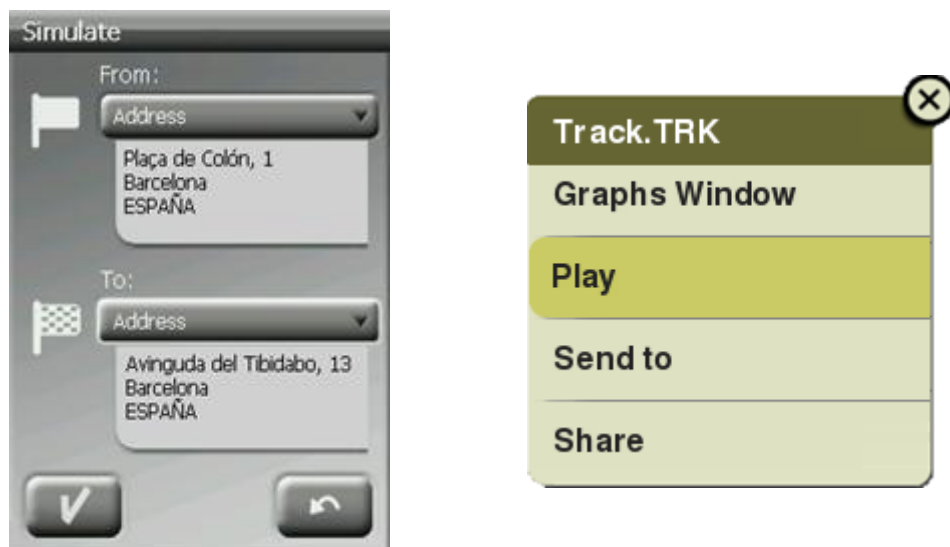 Simulate
From:
Address
Plaça de Colón, 1
Barcelona
ESPAÑA
To:
Address
Avinguda del Tibidabo, 13
Barcelona
ESPAÑA
Track.TRK
Graphs Window
Play
Send to
Share